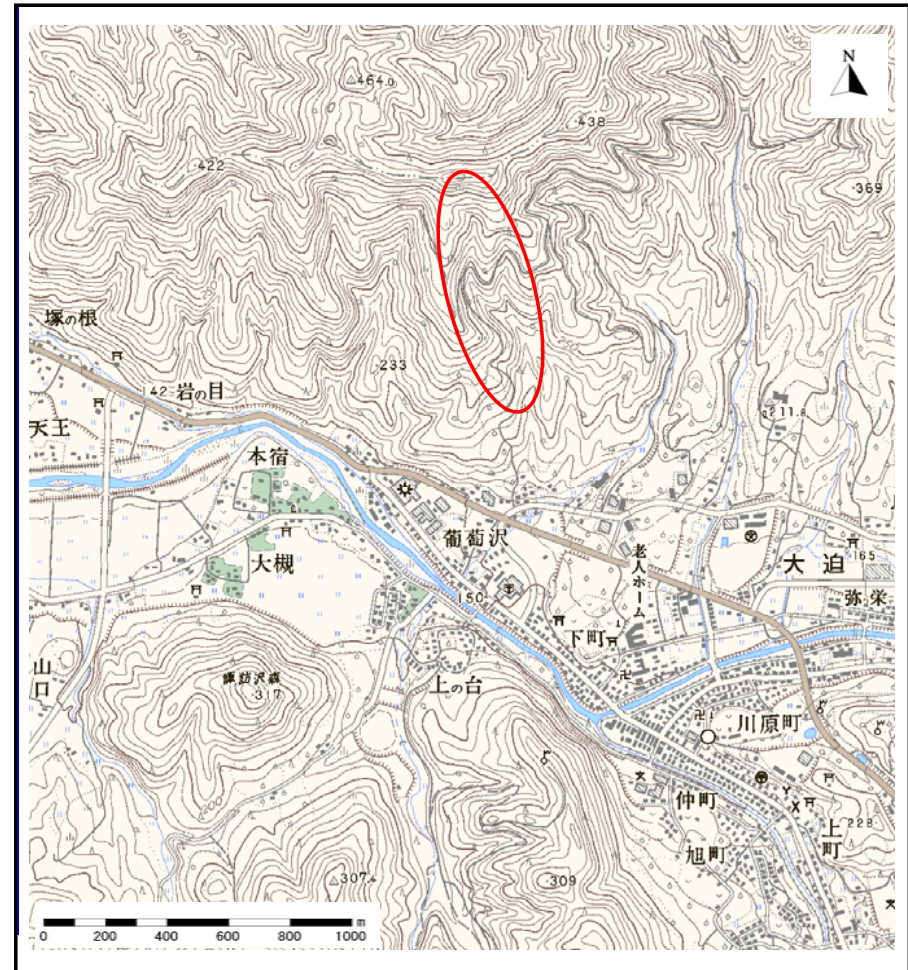 N
464.0
300
438
422
369
塚の根
233
142
岩の目
211.8
天王
本宿
葡萄沢
大槻
老人ホーム
大迫
165
弥栄
150
下町
山口
諏訪沢森
317
上の台
川原町
仲町
上町
228
旭町
307.4
309
0 200 400 600 800 1000 m